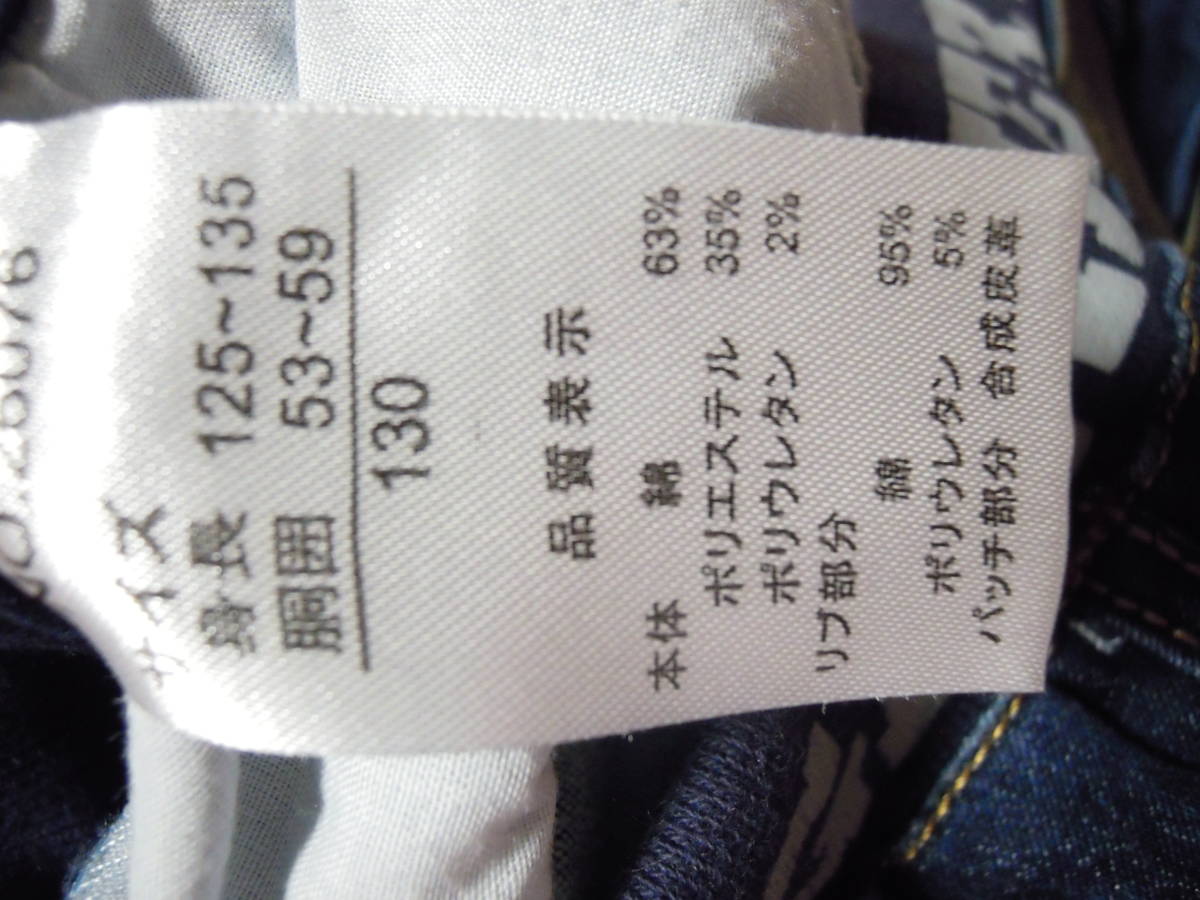 サイズ
身長 125~135
胴囲 53~59
130
品質表示
本体 綿 63%
ポリエステル 35%
ポリウレタン 2%
リブ部分
綿 95%
ポリウレタン 5%
パッチ部分 合成皮革